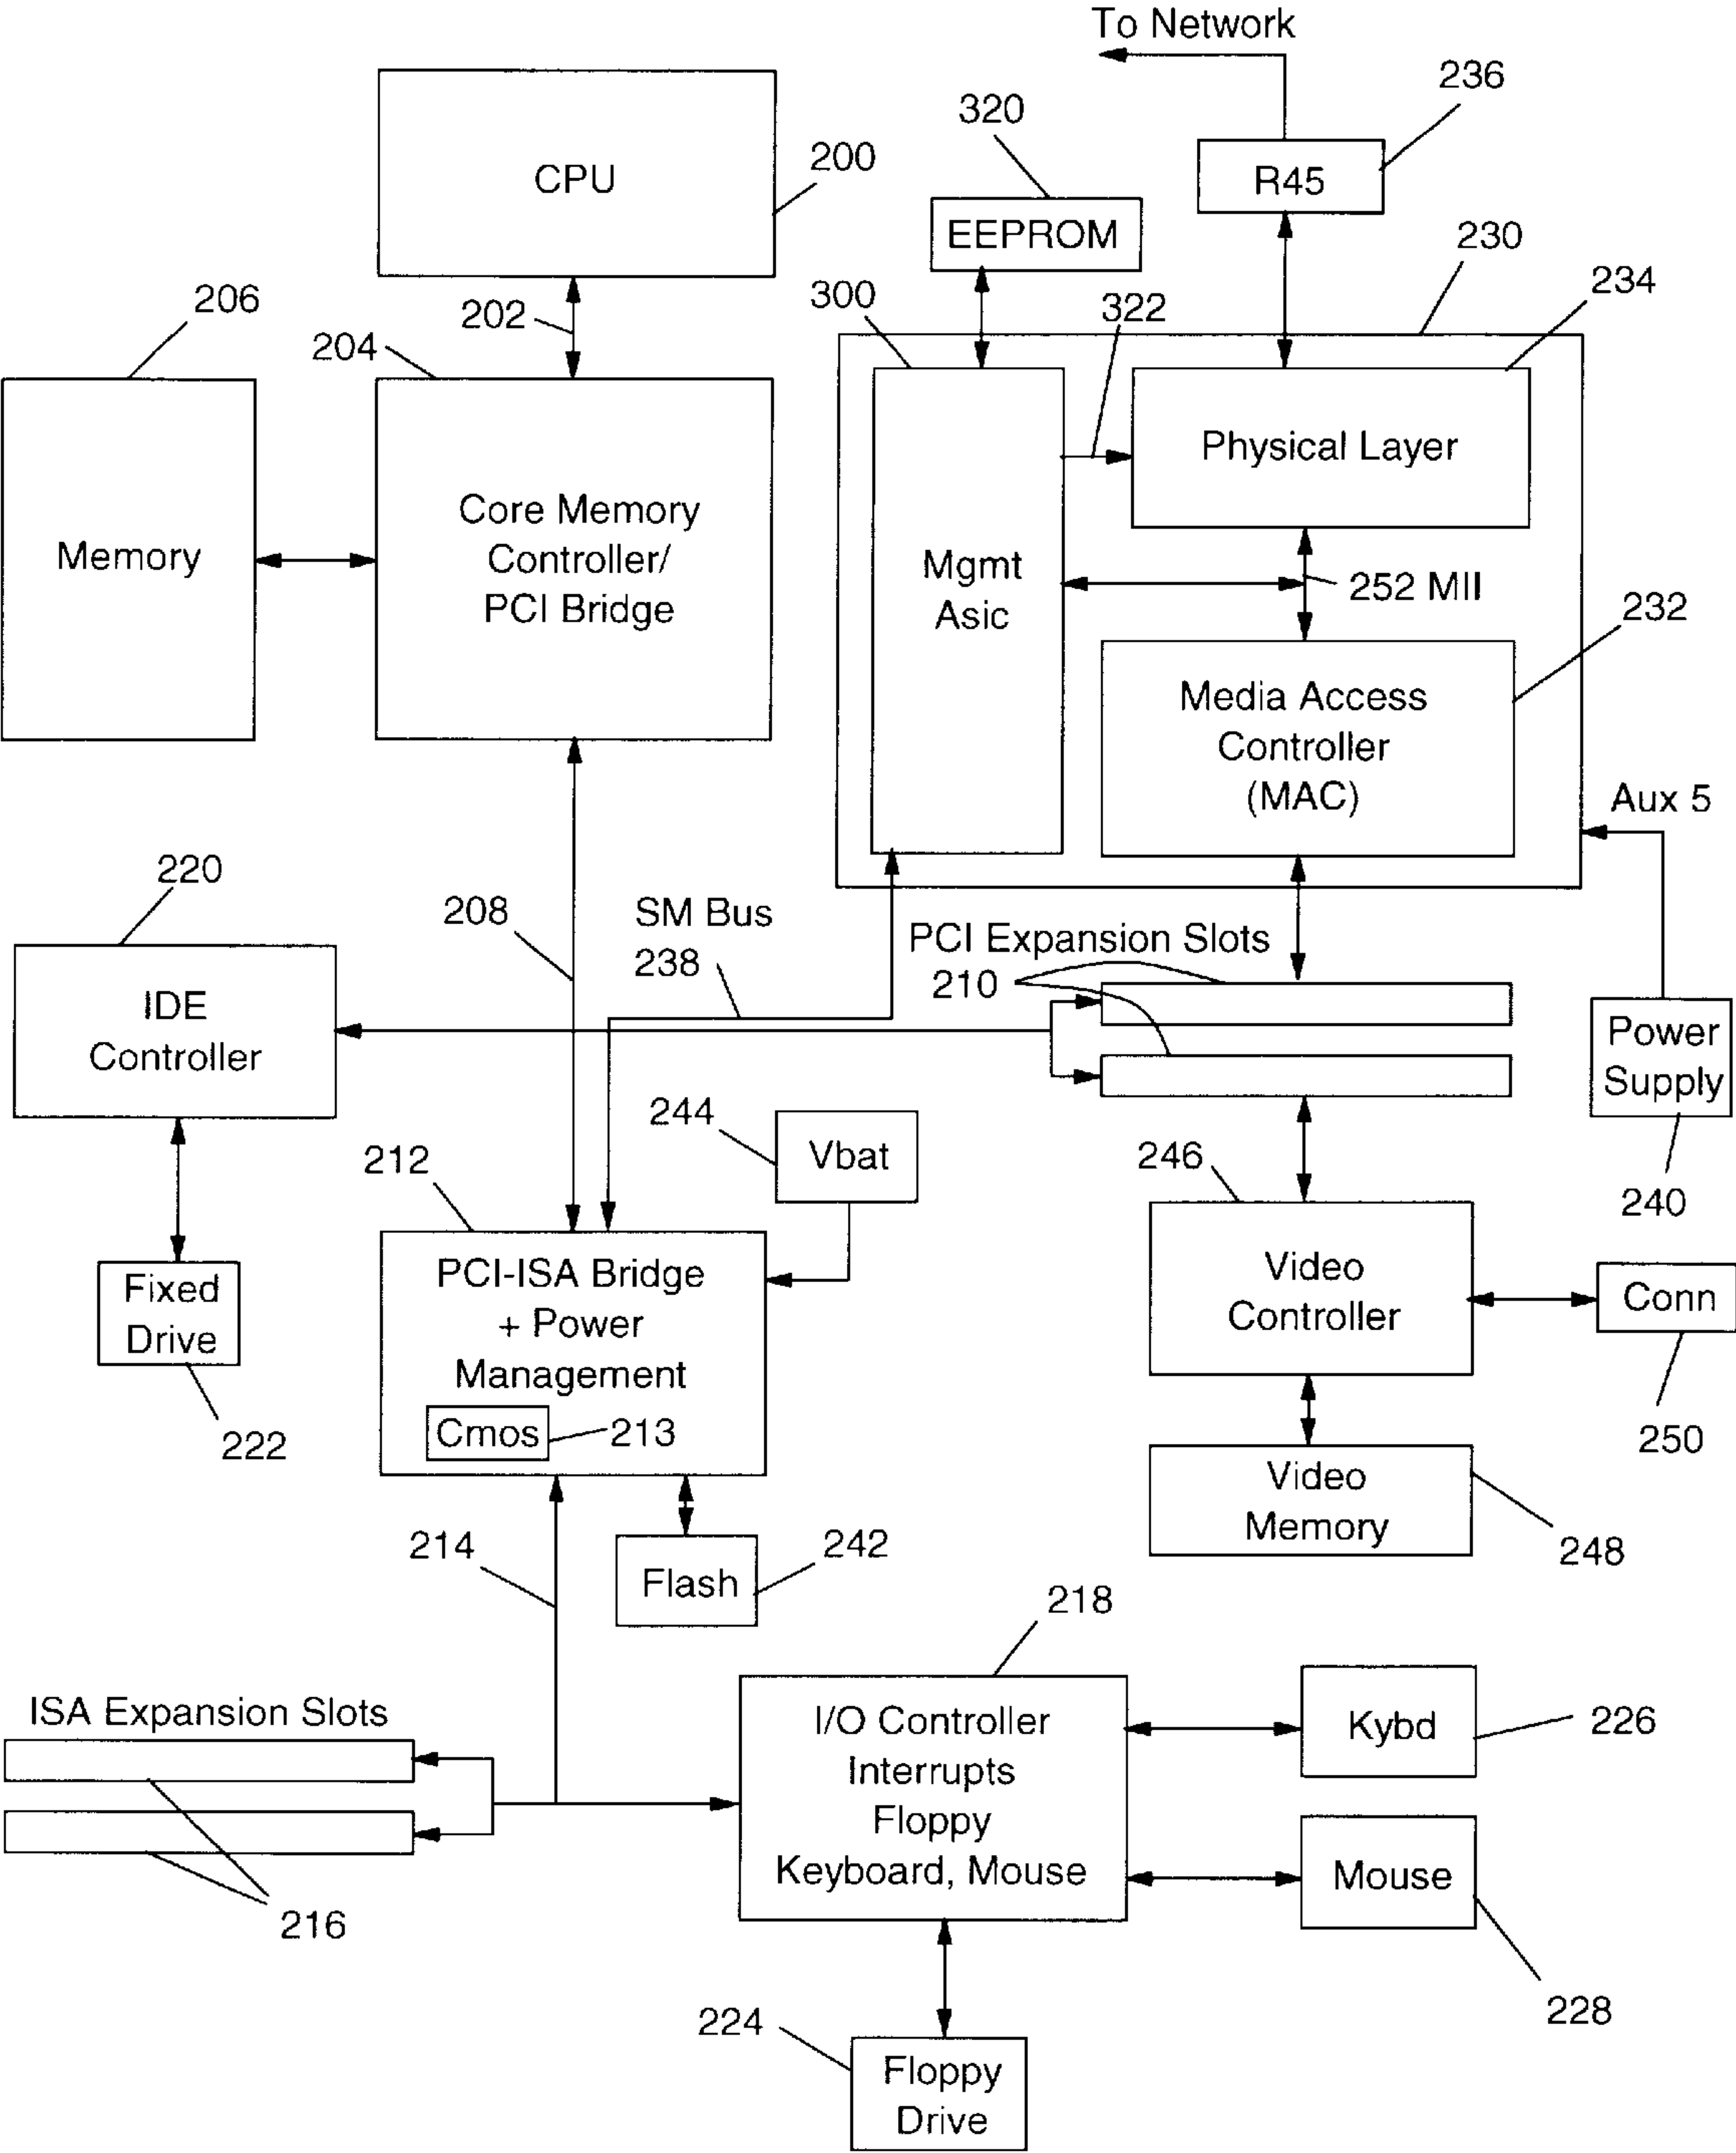 To Network
236
320
CPU
200
R45
EEPROM
230
206
202
300
322
234
204
Physical Layer
Core Memory
Controller/
PCI Bridge
Memory
Mgmt
Asic
252 MII
232
Media Access
Controller
(MAC)
Aux 5
220
208
SM Bus
238
PCI Expansion Slots
210
IDE
Controller
Power
Supply
244
Vbat
212
246
240
PCI-ISA Bridge
+ Power
Management
Cmos
213
Fixed
Drive
222
Video
Controller
Conn
250
Video
Memory
248
214
242
Flash
218
ISA Expansion Slots
216
I/O Controller
Interrupts
Floppy
Keyboard, Mouse
Kybd
226
Mouse
228
224
Floppy
Drive